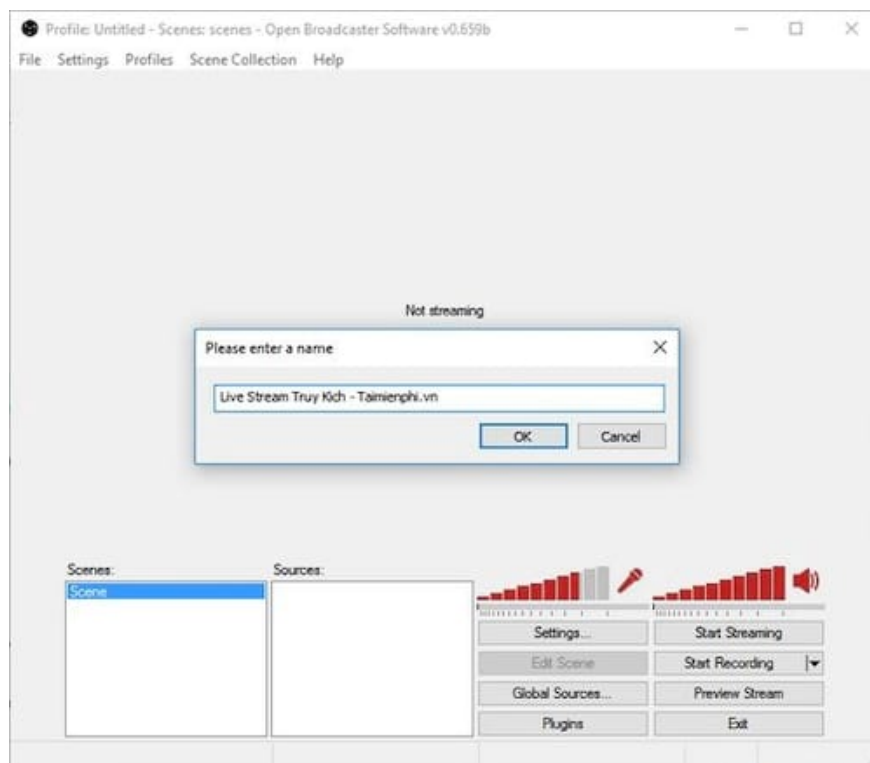 Profile: Untitled - Scenes: scenes - Open Broadcaster Software v0.659b
File Settings Profiles Scene Collection Help
Not streaming
Please enter a name
Live Stream Truy Kich - Taimienphi.vn
OK Cancel
Scenes: Sources:
Scene
Settings... Start Streaming
Edit Scene Start Recording
Global Sources... Preview Stream
Plugins Exit